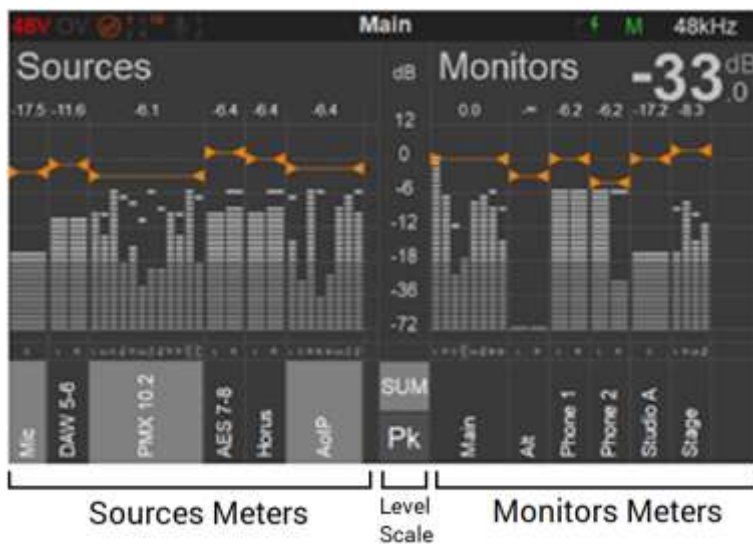 48V OV M 48kHz
Main
Sources
dB
Monitors
-33.0 dB
-17.5 -11.6 -6.1 -6.4 -6.4 -6.4
0.0 -∞ -6.2 -6.2 -17.2 -8.3
12
0
-6
-12
-18
-36
-72
Mic
DAW 5-6
PMX 10.2
AES 7-8
Horus
AoIP
SUM
Pk
Main
Alt
Phone 1
Phone 2
Studio A
Stage
Sources Meters
Level
Scale
Monitors Meters